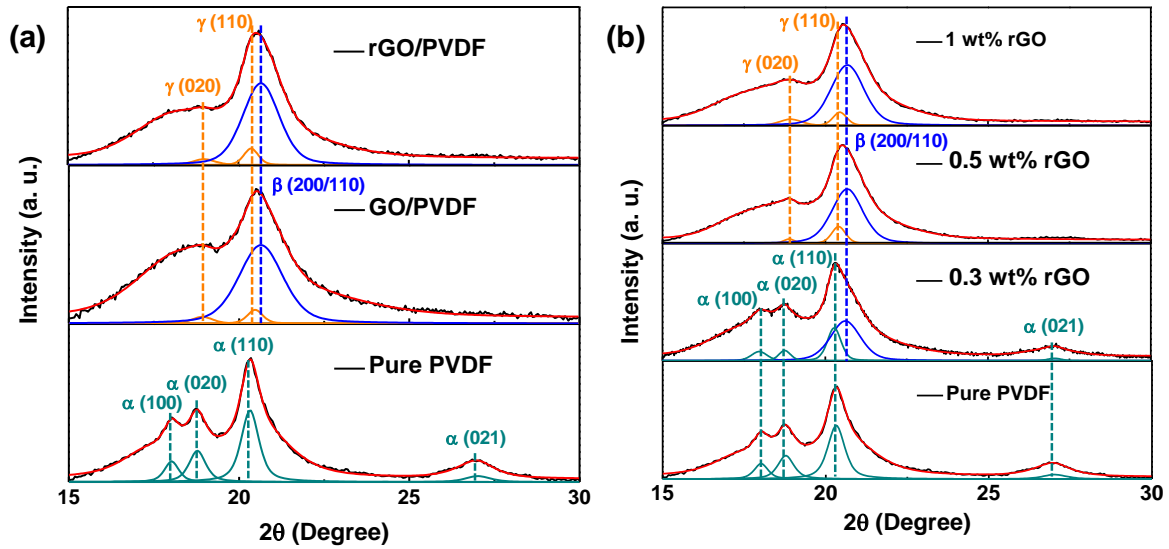 (a)
γ (110)
rGO/PVDF
γ (020)
β (200/110)
GO/PVDF
α (110)
Pure PVDF
α (020)
α (100)
α (021)
15 20 25 30
2θ (Degree)
Intensity (a. u.)
(b)
γ (110)
1 wt% rGO
γ (020)
β (200/110)
0.5 wt% rGO
α (110)
0.3 wt% rGO
α (020)
α (100)
α (021)
Pure PVDF
15 20 25 30
2θ (Degree)
Intensity (a. u.)